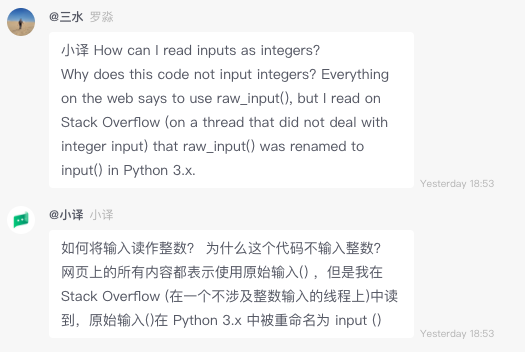 @三水 罗淼
小译 How can I read inputs as integers?
Why does this code not input integers? Everything
on the web says to use raw_input(), but I read on
Stack Overflow (on a thread that did not deal with
integer input) that raw_input() was renamed to
input() in Python 3.x.
Yesterday 18:53
@小译 小译
如何将输入读作整数? 为什么这个代码不输入整数?
网页上的所有内容都表示使用原始输入() ，但是我在
Stack Overflow (在一个不涉及整数输入的线程上)中读
到，原始输入()在 Python 3.x 中被重命名为 input ()
Yesterday 18:53